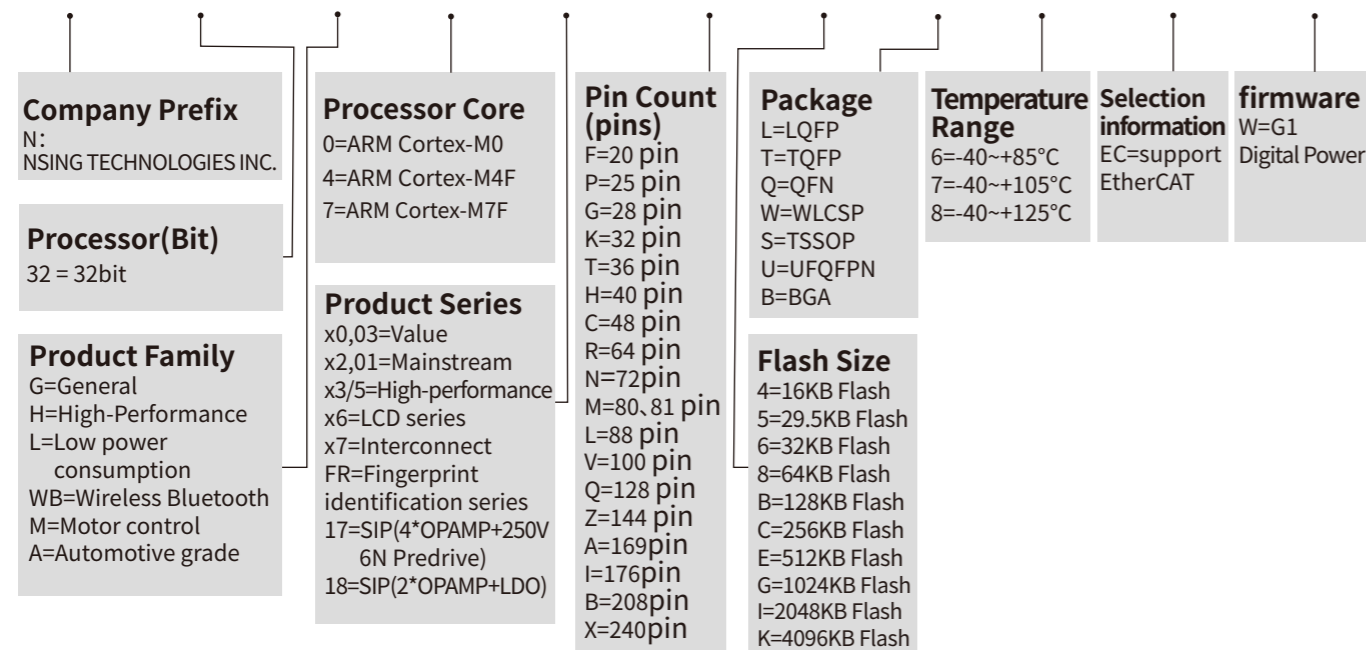 Company Prefix
N：
NSING TECHNOLOGIES INC.
Processor(Bit)
32 = 32bit
Product Family
G=General
H=High-Performance
L=Low power
consumption
WB=Wireless Bluetooth
M=Motor control
A=Automotive grade
Processor Core
0=ARM Cortex-M0
4=ARM Cortex-M4F
7=ARM Cortex-M7F
Product Series
x0,03=Value
x2,01=Mainstream
x3/5=High-performance
x6=LCD series
x7=Interconnect
FR=Fingerprint
identification series
17=SIP(4*OPAMP+250V
6N Predrive)
18=SIP(2*OPAMP+LDO)
Pin Count
(pins)
F=20 pin
P=25 pin
G=28 pin
K=32 pin
T=36 pin
H=40 pin
C=48 pin
R=64 pin
N=72pin
M=80、81 pin
L=88 pin
V=100 pin
Q=128 pin
Z=144 pin
A=169pin
I=176pin
B=208pin
X=240pin
Package
L=LQFP
T=TQFP
Q=QFN
W=WLCSP
S=TSSOP
U=UFQFPN
B=BGA
Flash Size
4=16KB Flash
5=29.5KB Flash
6=32KB Flash
8=64KB Flash
B=128KB Flash
C=256KB Flash
E=512KB Flash
G=1024KB Flash
I=2048KB Flash
K=4096KB Flash
Temperature
Range
6=-40~+85°C
7=-40~+105°C
8=-40~+125°C
Selection
information
EC=support
EtherCAT
firmware
W=G1
Digital Power